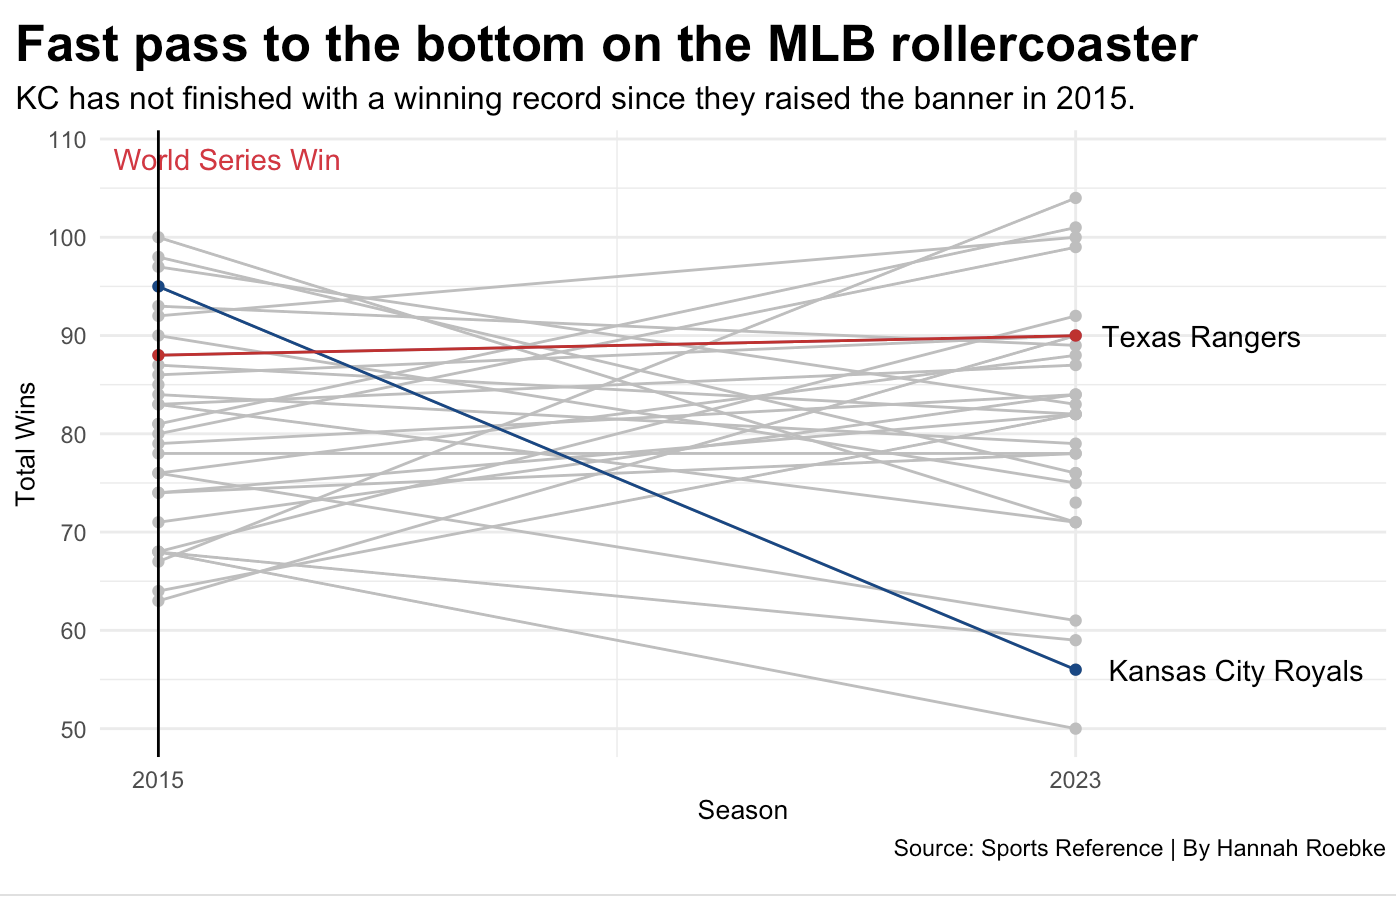 Fast pass to the bottom on the MLB rollercoaster
KC has not finished with a winning record since they raised the banner in 2015.
110
World Series Win
100
90
Texas Rangers
80
Total Wins
70
60
Kansas City Royals
50
2015
2023
Season
Source: Sports Reference | By Hannah Roebke